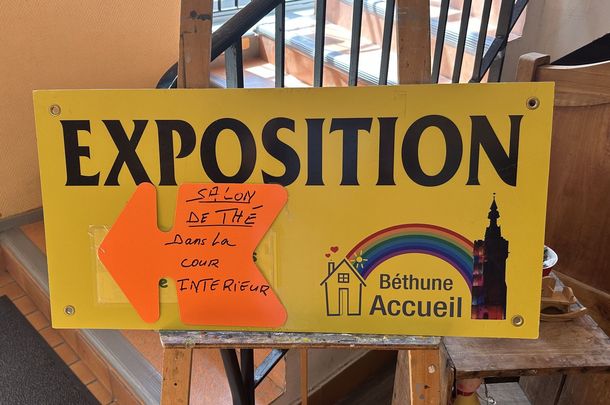 EXPOSITION
SALON
DE THÉ
Dans La
COUR
INTERIEUR
Béthune
Accueil